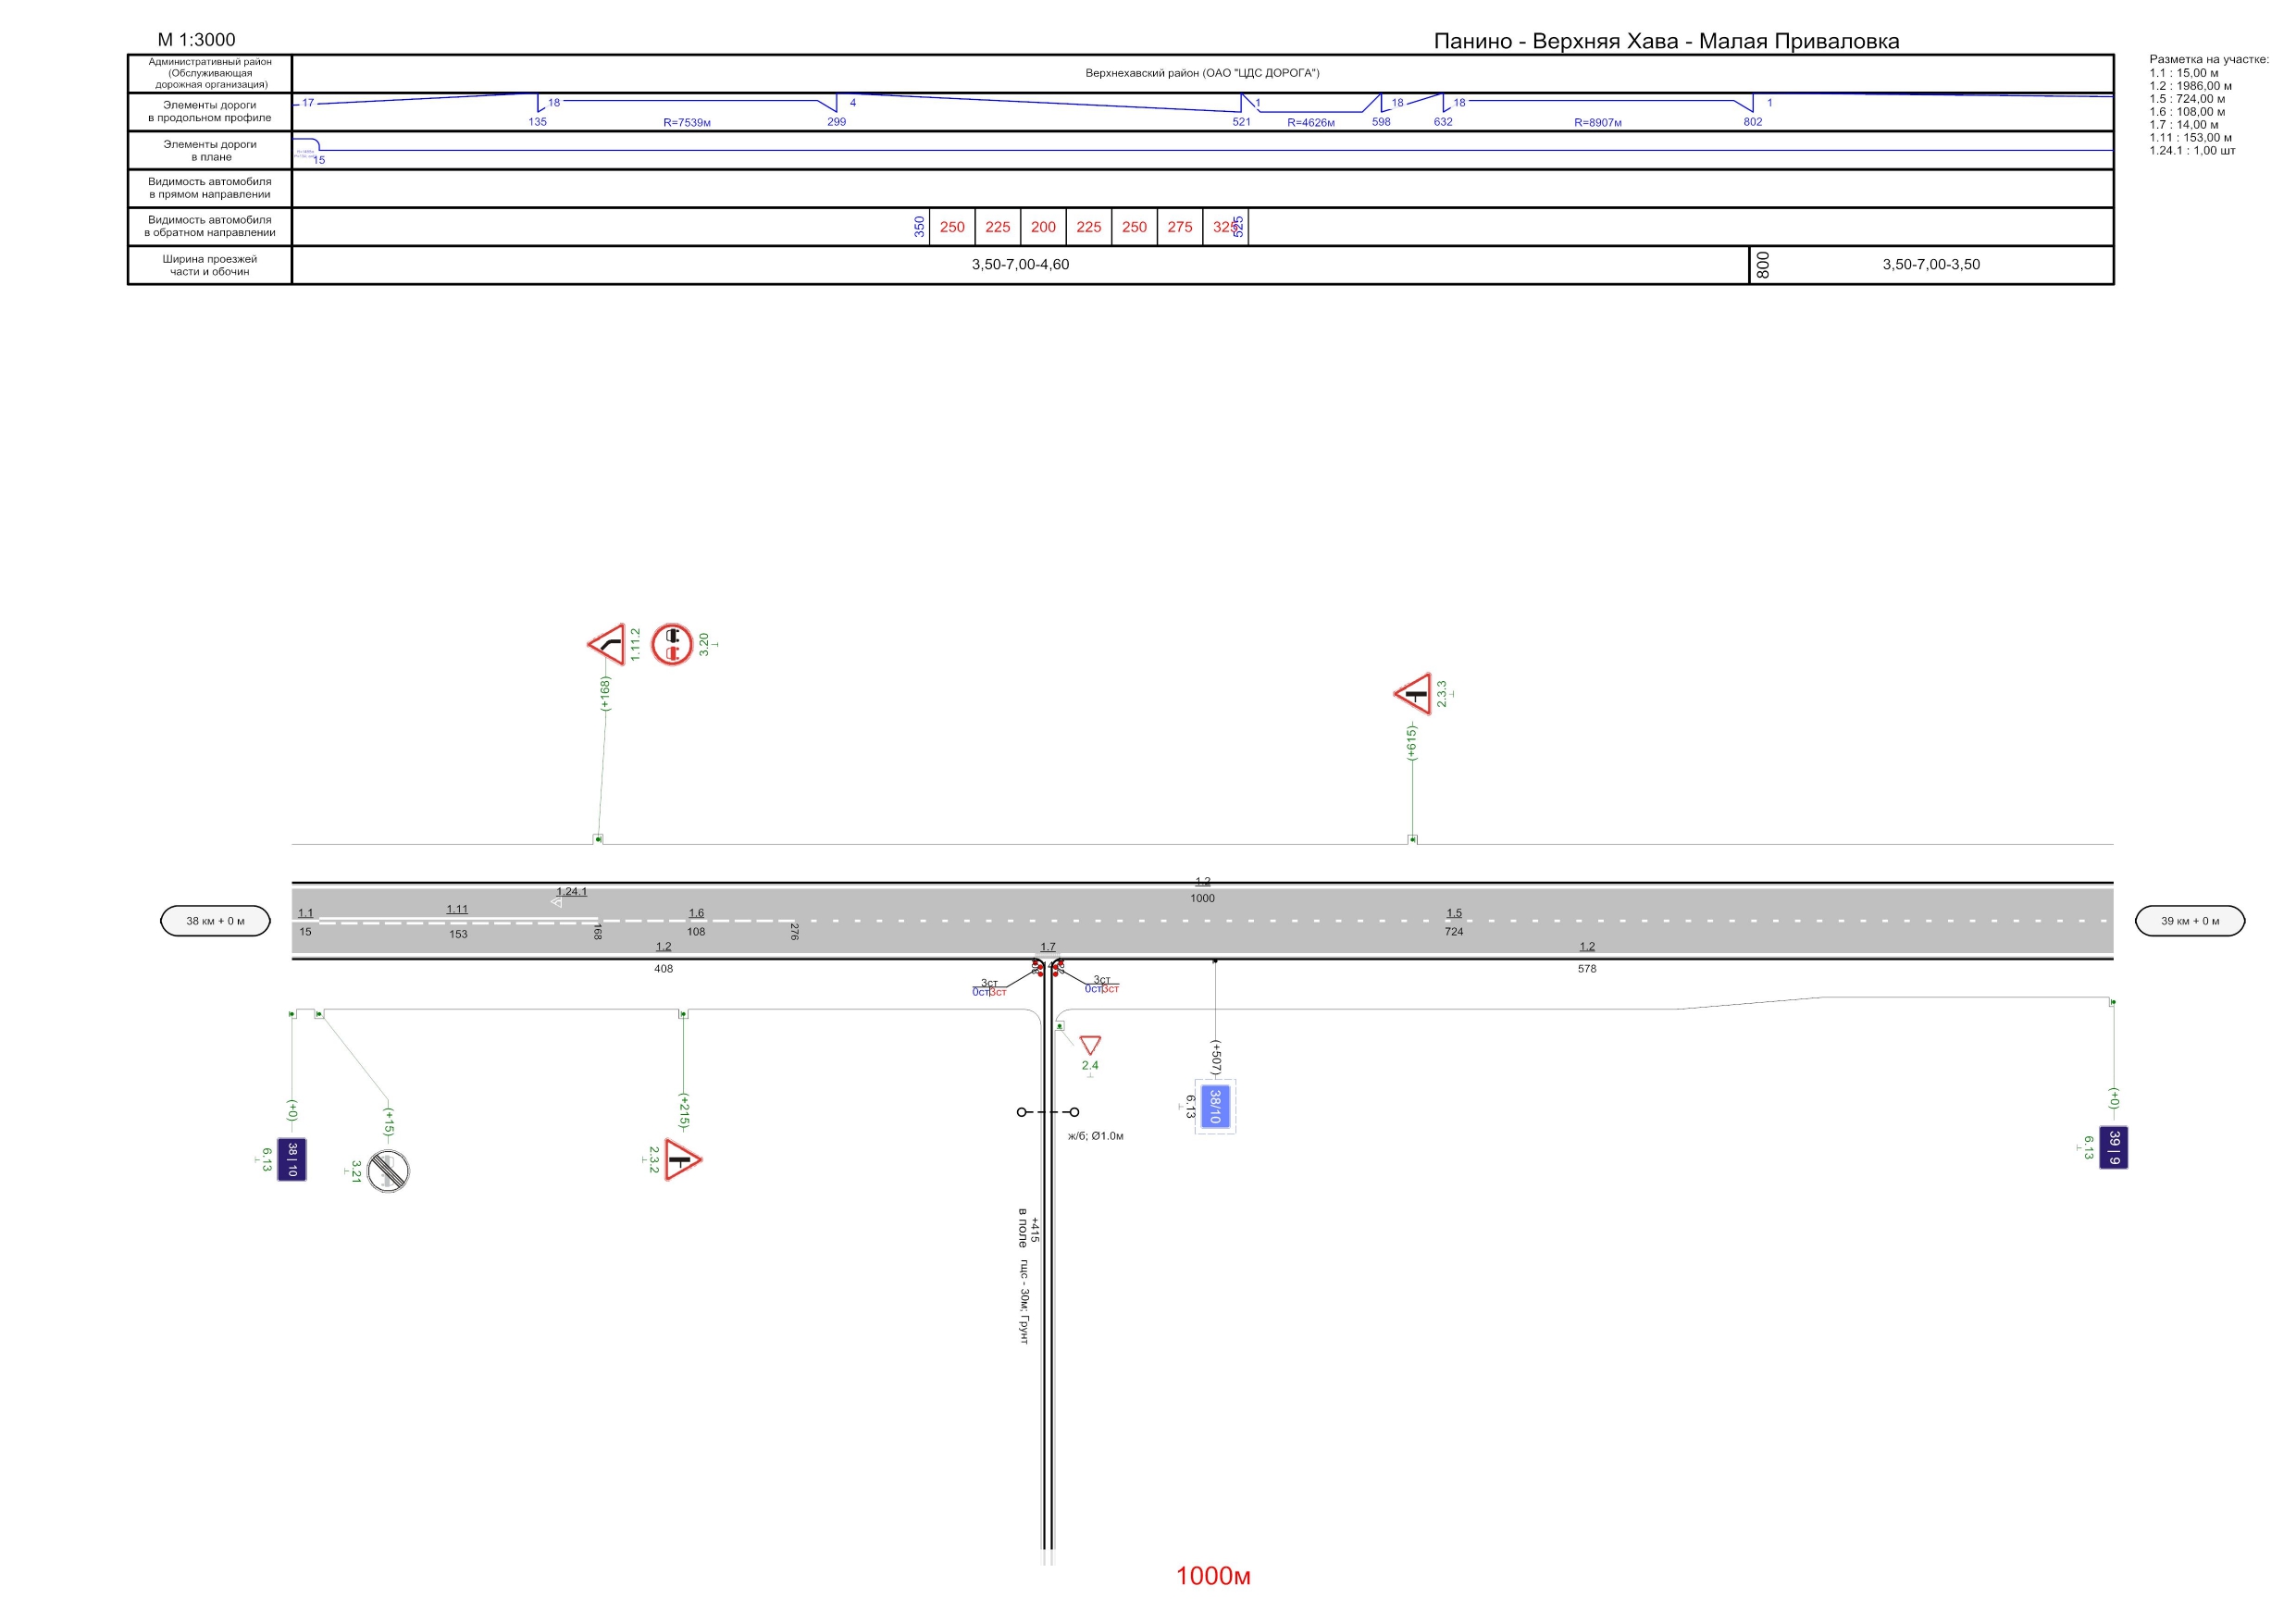 М 1:3000
Панино - Верхняя Хава - Малая Приваловка
Административный район
(Обслуживающая
дорожная организация)
Верхнехавский район (ОАО "ЦДС ДОРОГА")
Элементы дороги
в продольном профиле
17
18
4
1
18
18
1
135
R=7539м
299
521
R=4626м
598
632
R=8907м
802
Элементы дороги
в плане
15
Видимость автомобиля
в прямом направлении
Видимость автомобиля
в обратном направлении
350
250
225
200
225
250
275
325
525
Ширина проезжей
части и обочин
3,50-7,00-4,60
800
3,50-7,00-3,50
Разметка на участке:
1.1 : 15,00 м
1.2 : 1986,00 м
1.5 : 724,00 м
1.6 : 108,00 м
1.7 : 14,00 м
1.11 : 153,00 м
1.24.1 : 1,00 шт
1.11.2
3.20
(+168)
2.3.3
(+615)
38 км + 0 м
39 км + 0 м
1.2
1000
1.24.1
1.1
15
1.11
153
168
1.6
108
276
1.5
724
1.2
408
1.7
1.2
578
3ст
0ст
3ст
3ст
0ст
3ст
2.4
(+0)
6.13
38 | 10
(+15)
3.21
(+215)
2.3.2
ж/б; Ø1.0м
(+507)
6.13
38/10
(+0)
6.13
39 | 9
+415
в поле
пщс - 30м; Грунт
1000м